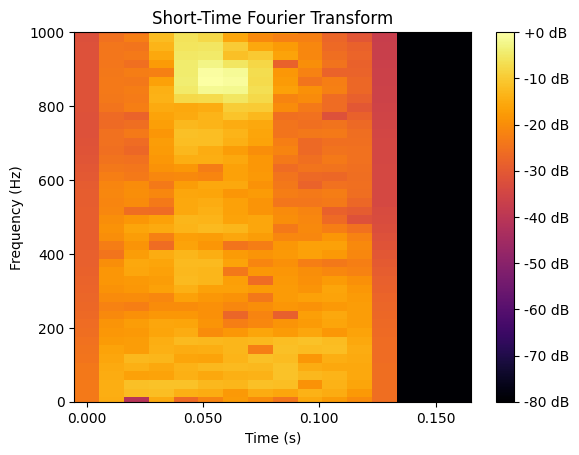 Short-Time Fourier Transform
Frequency (Hz)
1000
800
600
400
200
0
0.000
0.050
0.100
0.150
Time (s)
+0 dB
-10 dB
-20 dB
-30 dB
-40 dB
-50 dB
-60 dB
-70 dB
-80 dB